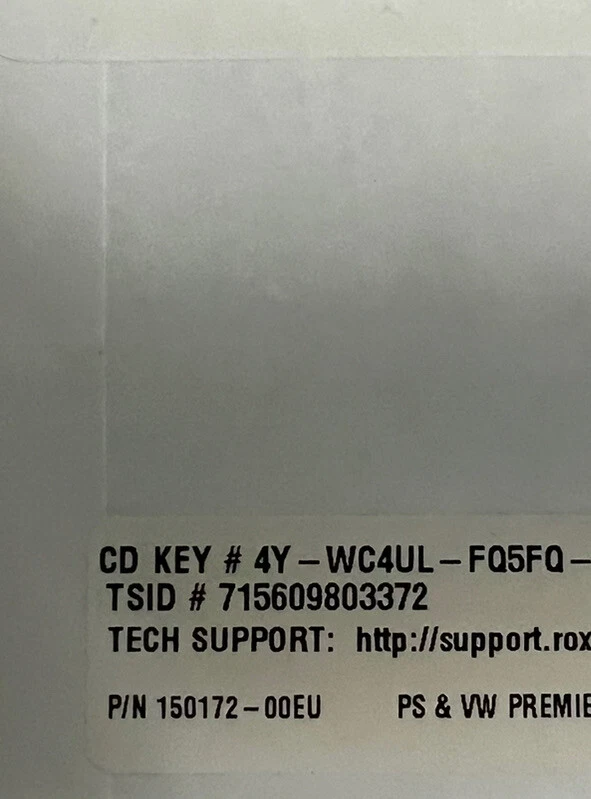 CD KEY # 4Y-WC4UL-FQ5FQ-
TSID # 715609803372
TECH SUPPORT: http://support.rox
P/N 150172-00EU PS & VW PREMIE